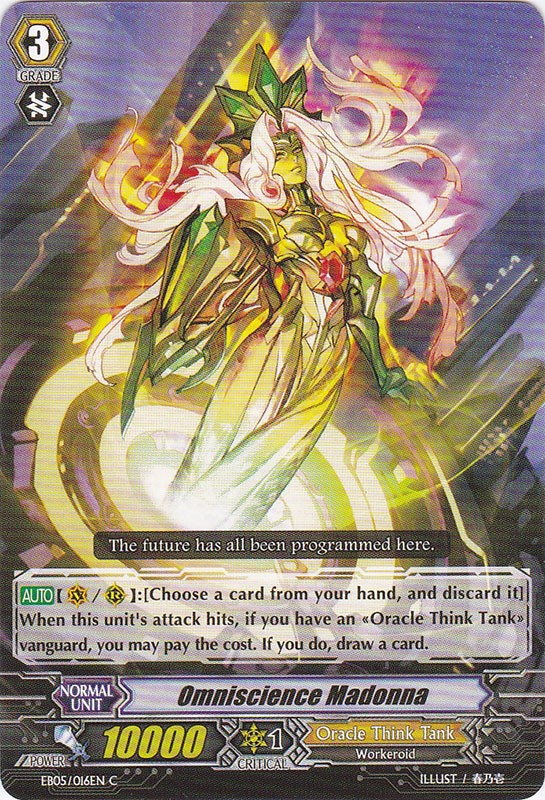 3
GRADE
The future has all been programmed here.
AUTO【 V / R 】:[Choose a card from your hand, and discard it]
When this unit's attack hits, if you have an «Oracle Think Tank»
vanguard, you may pay the cost. If you do, draw a card.
NORMAL
UNIT
Omniscience Madonna
POWER
10000
1
CRITICAL
Oracle Think Tank
Workeroid
EB05/016EN C
ILLUST / 春乃壱